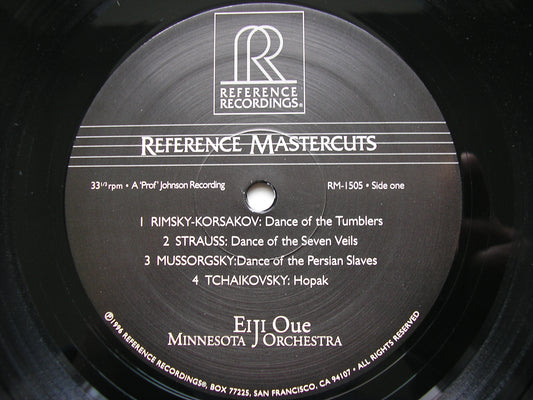 R
REFERENCE
RECORDINGS®
REFERENCE MASTERCUTS
33 1/3 rpm • A 'Prof' Johnson Recording
RM-1505 • Side one
1 RIMSKY-KORSAKOV: Dance of the Tumblers
2 STRAUSS: Dance of the Seven Veils
3 MUSSORGSKY:Dance of the Persian Slaves
4 TCHAIKOVSKY: Hopak
EIJI OUE
MINNESOTA ORCHESTRA
℗1996 REFERENCE RECORDINGS®, BOX 77225, SAN FRANCISCO, CA 94107 • ALL RIGHTS RESERVED